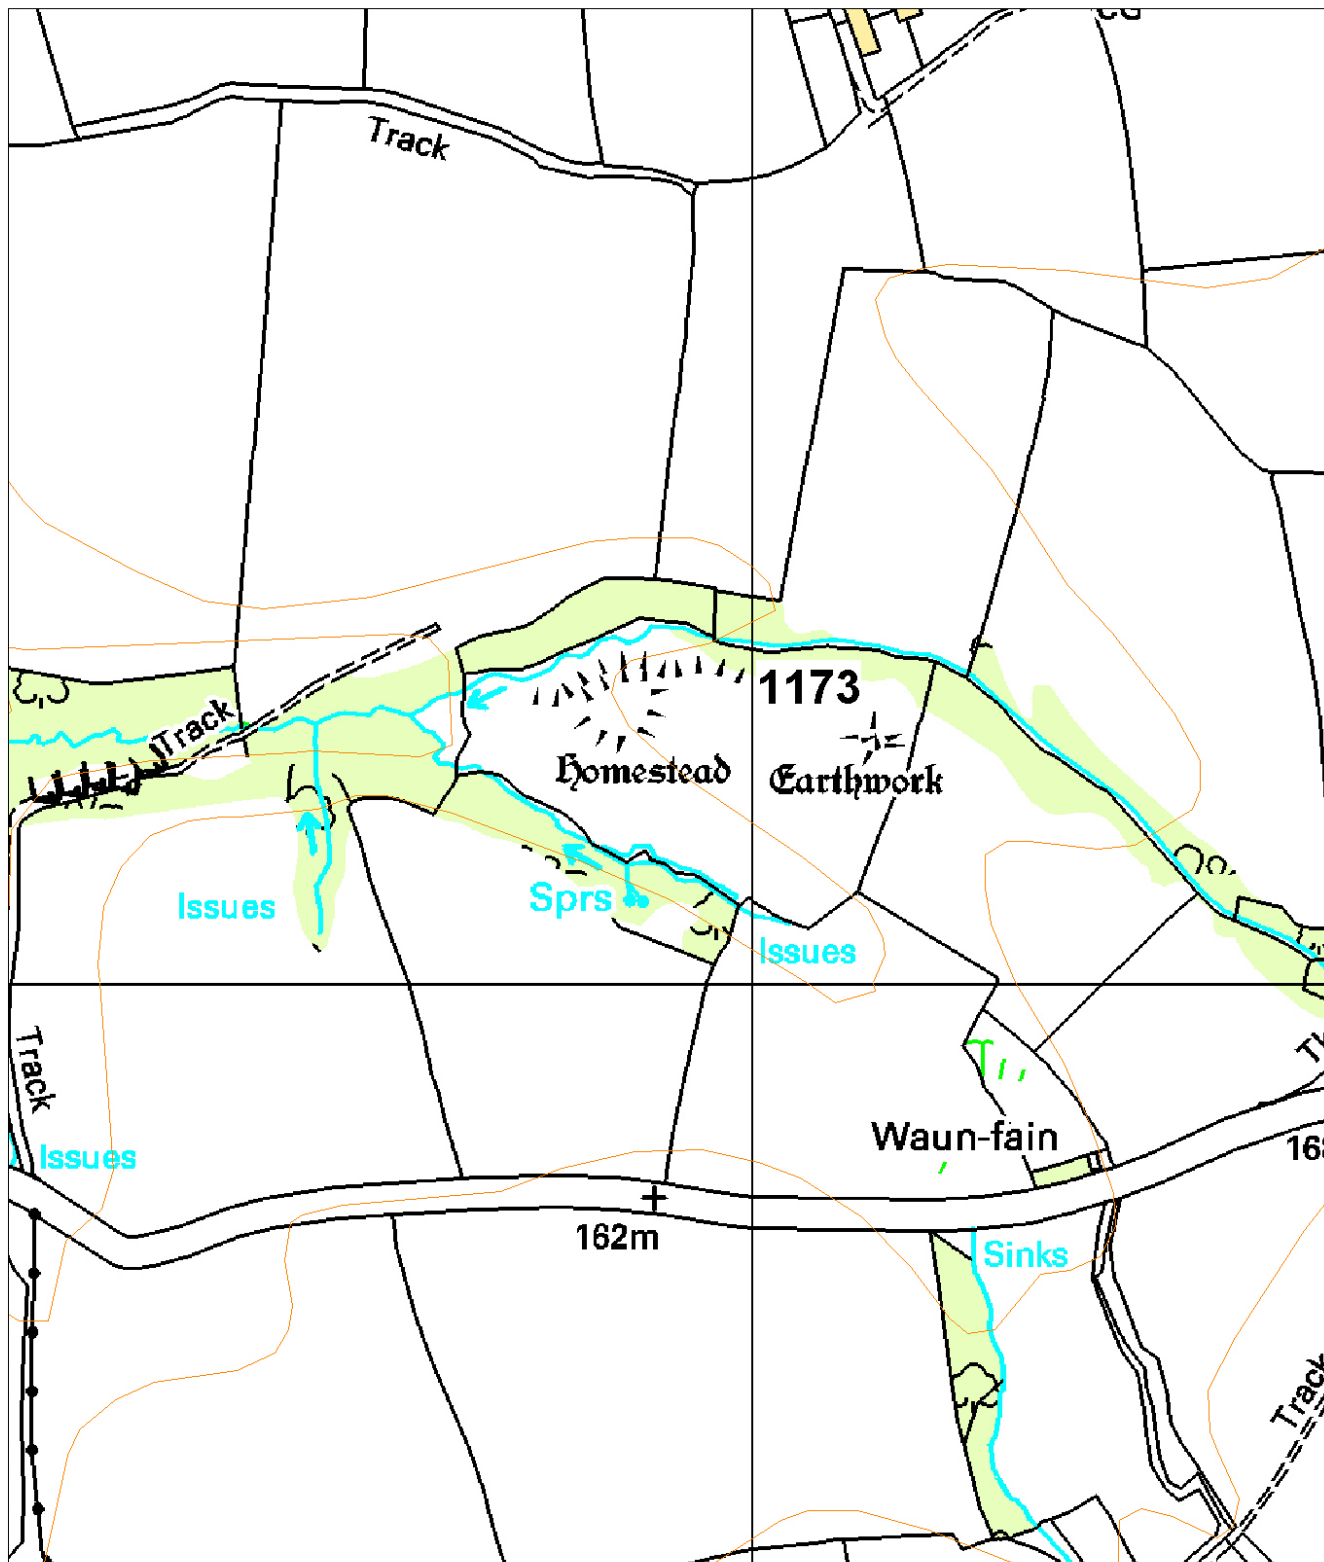 Track
1173
Track
Homestead
Earthwork
Sprs
Issues
Issues
Track
Waun-fain
Issues
162m
Sinks
Track